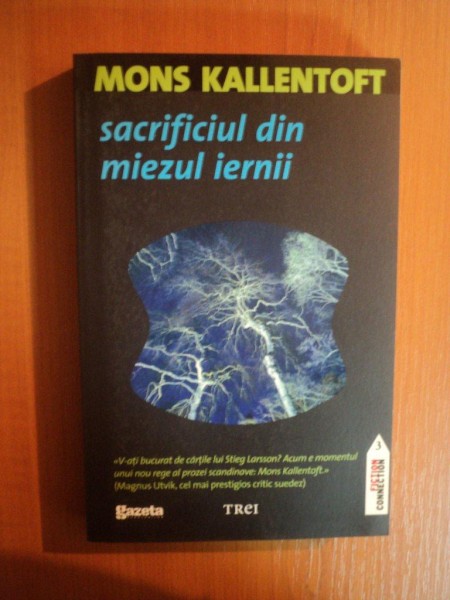 MONS KALLENTOFT
sacrificiul din
miezul iernii
«V-ați bucurat de cărțile lui Stieg Larsson? Acum e momentul
unui nou rege al prozei scandinave: Mons Kallentoft.»
(Magnus Utvik, cel mai prestigios critic suedez)
gazeta
TREI
FICTION
CONNECTION